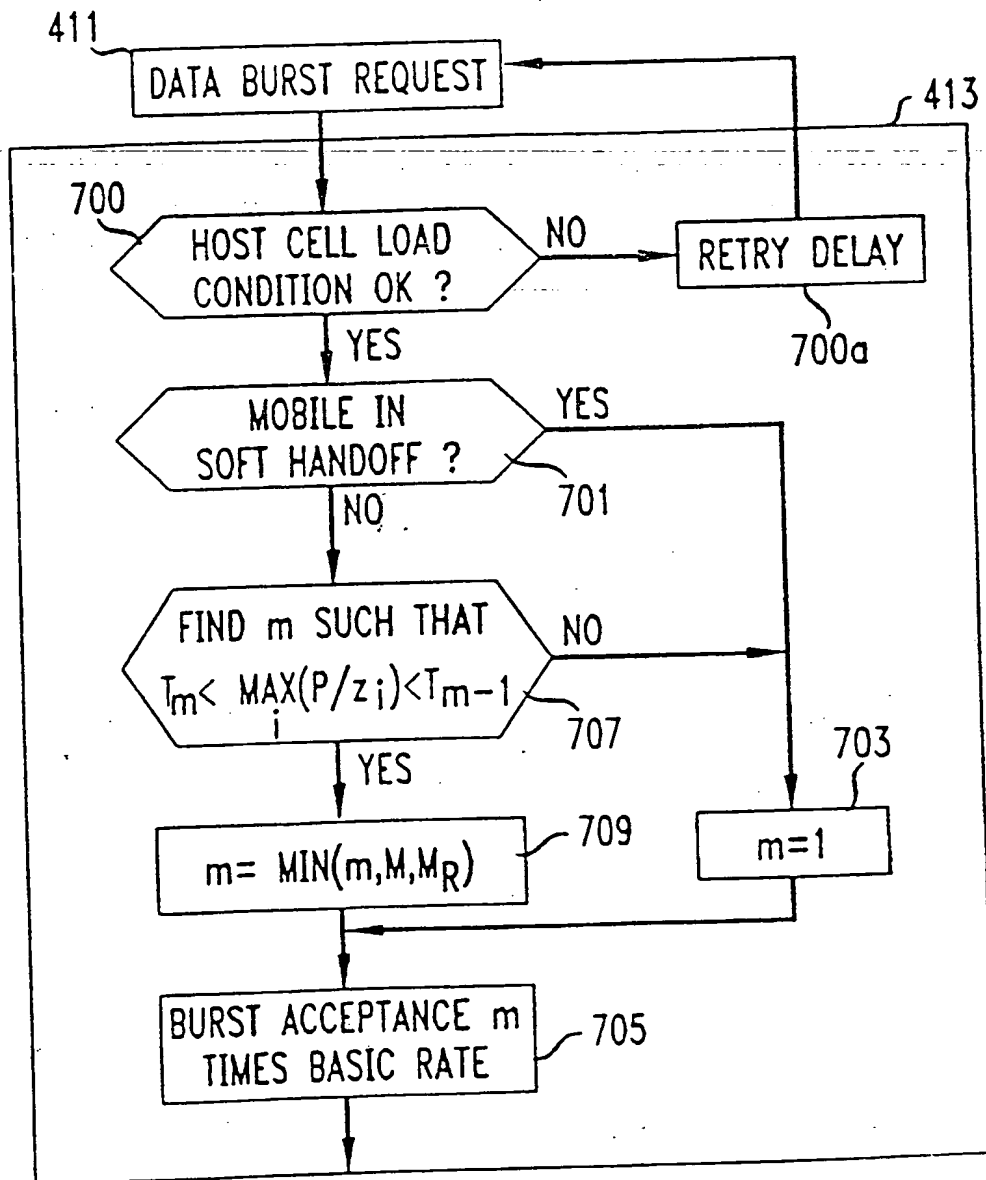 411
DATA BURST REQUEST
413
700
HOST CELL LOAD
CONDITION OK ?
NO
RETRY DELAY
700a
YES
MOBILE IN
SOFT HANDOFF ?
YES
701
NO
FIND m SUCH THAT
Tm< MAX(P/zi)<Tm-1
i
NO
707
YES
703
m=1
709
m= MIN(m,M,MR)
BURST ACCEPTANCE m
TIMES BASIC RATE
705